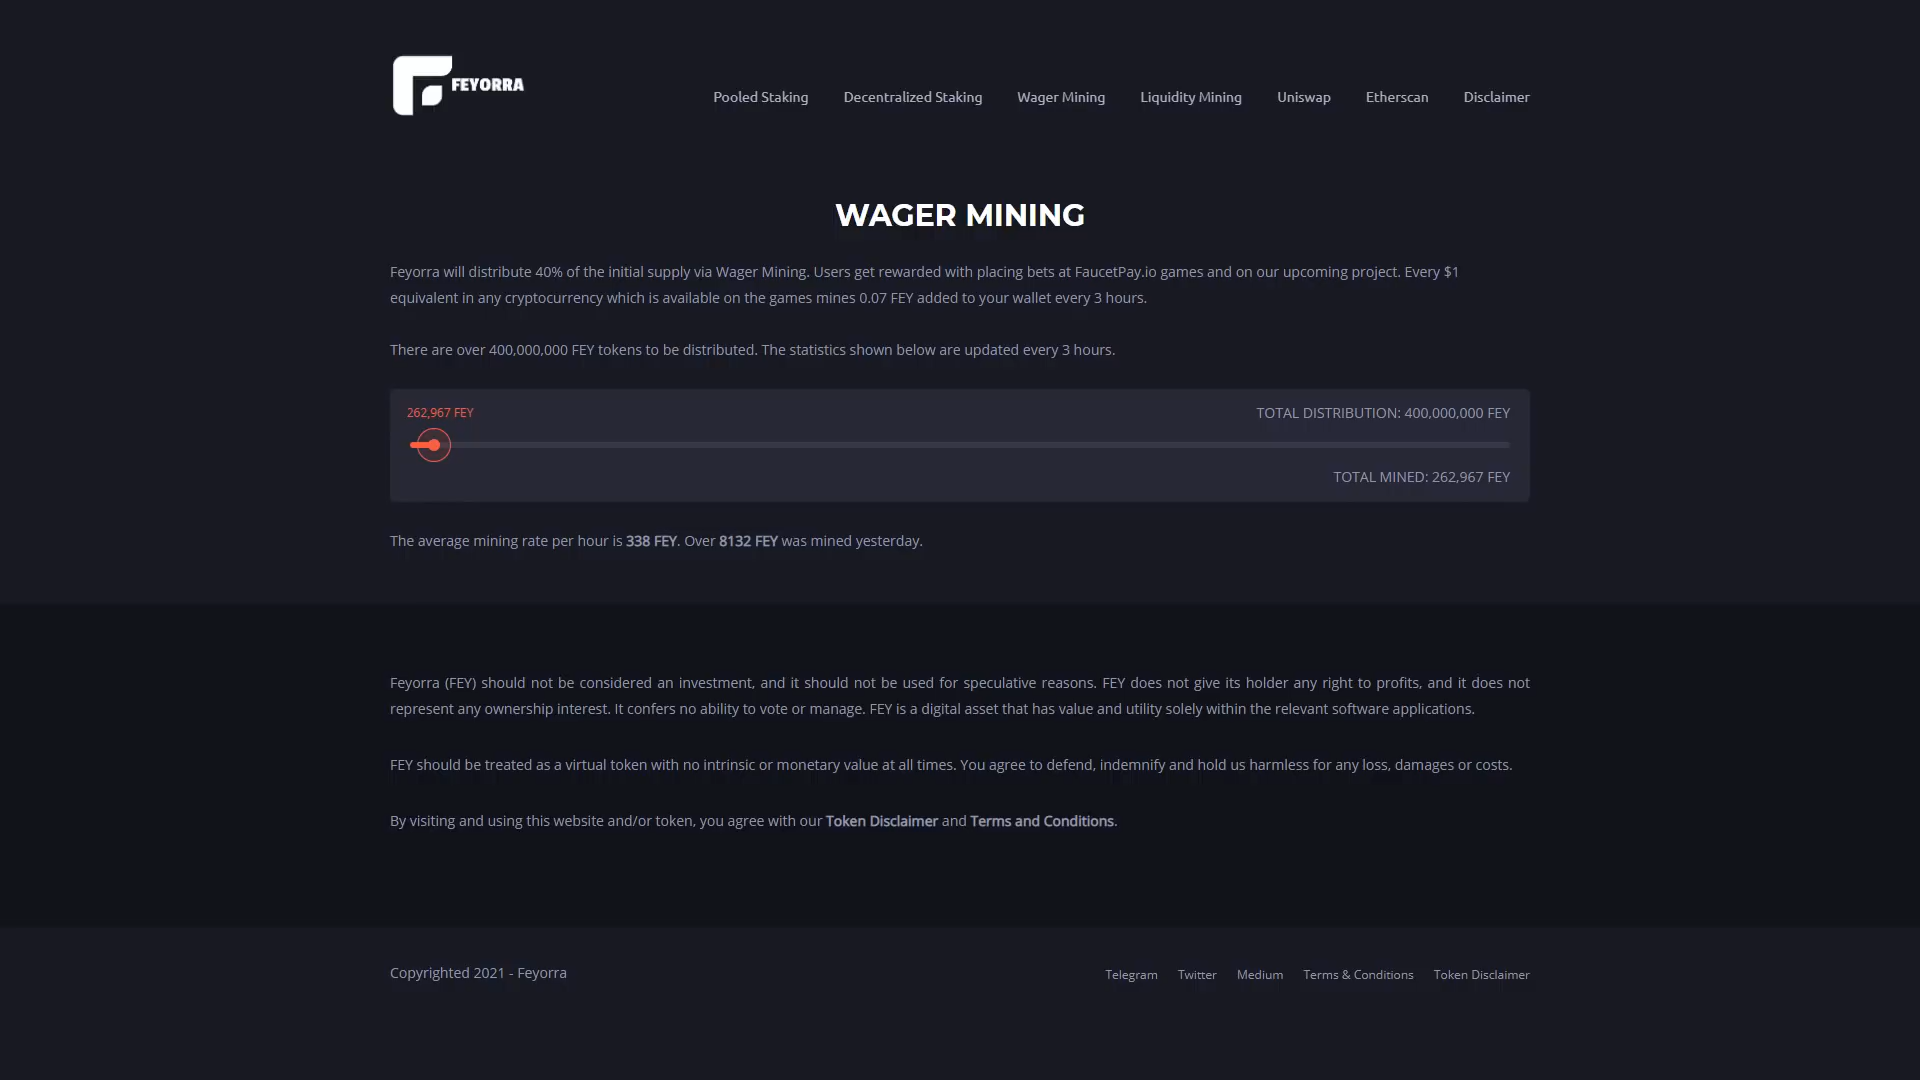 FEYORRA
Pooled Staking
Decentralized Staking
Wager Mining
Liquidity Mining
Uniswap
Etherscan
Disclaimer
WAGER MINING
Feyorra will distribute 40% of the initial supply via Wager Mining. Users get rewarded with placing bets at FaucetPay.io games and on our upcoming project. Every $1
equivalent in any cryptocurrency which is available on the games mines 0.07 FEY added to your wallet every 3 hours.
There are over 400,000,000 FEY tokens to be distributed. The statistics shown below are updated every 3 hours.
262,967 FEY
TOTAL DISTRIBUTION: 400,000,000 FEY
TOTAL MINED: 262,967 FEY
The average mining rate per hour is 338 FEY. Over 8132 FEY was mined yesterday.
Feyorra (FEY) should not be considered an investment, and it should not be used for speculative reasons. FEY does not give its holder any right to profits, and it does not
represent any ownership interest. It confers no ability to vote or manage. FEY is a digital asset that has value and utility solely within the relevant software applications.
FEY should be treated as a virtual token with no intrinsic or monetary value at all times. You agree to defend, indemnify and hold us harmless for any loss, damages or costs.
By visiting and using this website and/or token, you agree with our Token Disclaimer and Terms and Conditions.
Copyrighted 2021 - Feyorra
Telegram
Twitter
Medium
Terms & Conditions
Token Disclaimer